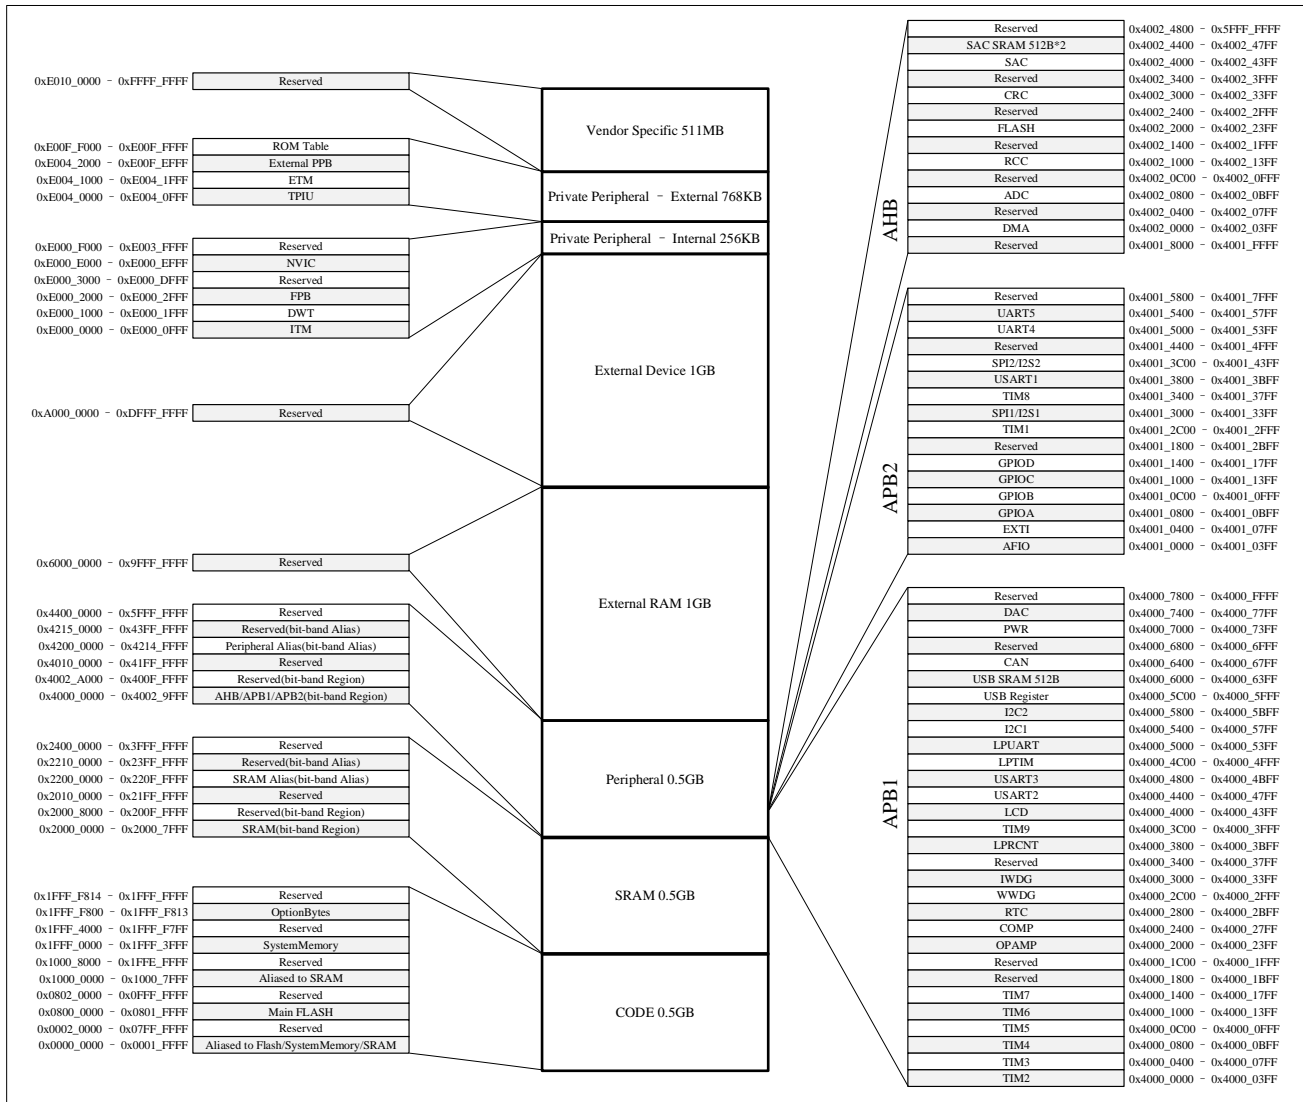 0xE010_0000 - 0xFFFF_FFFF Reserved
0xE00F_F000 - 0xE00F_FFFF ROM Table
0xE004_2000 - 0xE00F_EFFF External PPB
0xE004_1000 - 0xE004_1FFF ETM
0xE004_0000 - 0xE004_0FFF TPIU
0xE000_F000 - 0xE003_FFFF Reserved
0xE000_E000 - 0xE000_EFFF NVIC
0xE000_3000 - 0xE000_DFFF Reserved
0xE000_2000 - 0xE000_2FFF FPB
0xE000_1000 - 0xE000_1FFF DWT
0xE000_0000 - 0xE000_0FFF ITM
0xA000_0000 - 0xDFFF_FFFF Reserved
0x6000_0000 - 0x9FFF_FFFF Reserved
0x4400_0000 - 0x5FFF_FFFF Reserved
0x4215_0000 - 0x43FF_FFFF Reserved(bit-band Alias)
0x4200_0000 - 0x4214_FFFF Peripheral Alias(bit-band Alias)
0x4010_0000 - 0x41FF_FFFF Reserved
0x4002_A000 - 0x400F_FFFF Reserved(bit-band Region)
0x4000_0000 - 0x4002_9FFF AHB/APB1/APB2(bit-band Region)
0x2400_0000 - 0x3FFF_FFFF Reserved
0x2210_0000 - 0x23FF_FFFF Reserved(bit-band Alias)
0x2200_0000 - 0x220F_FFFF SRAM Alias(bit-band Alias)
0x2010_0000 - 0x21FF_FFFF Reserved
0x2000_8000 - 0x200F_FFFF Reserved(bit-band Region)
0x2000_0000 - 0x2000_7FFF SRAM(bit-band Region)
0x1FFF_F814 - 0x1FFF_FFFF Reserved
0x1FFF_F800 - 0x1FFF_F813 OptionBytes
0x1FFF_4000 - 0x1FFF_F7FF Reserved
0x1FFF_0000 - 0x1FFF_3FFF SystemMemory
0x1000_8000 - 0x1FFE_FFFF Reserved
0x1000_0000 - 0x1000_7FFF Aliased to SRAM
0x0802_0000 - 0x0FFF_FFFF Reserved
0x0800_0000 - 0x0801_FFFF Main FLASH
0x0002_0000 - 0x07FF_FFFF Reserved
0x0000_0000 - 0x0001_FFFF Aliased to Flash/SystemMemory/SRAM
Vendor Specific 511MB
Private Peripheral - External 768KB
Private Peripheral - Internal 256KB
External Device 1GB
External RAM 1GB
Peripheral 0.5GB
SRAM 0.5GB
CODE 0.5GB
AHB
Reserved 0x4002_4800 - 0x5FFF_FFFF
SAC SRAM 512B*2 0x4002_4400 - 0x4002_47FF
SAC 0x4002_4000 - 0x4002_43FF
Reserved 0x4002_3400 - 0x4002_3FFF
CRC 0x4002_3000 - 0x4002_33FF
Reserved 0x4002_2400 - 0x4002_2FFF
FLASH 0x4002_2000 - 0x4002_23FF
Reserved 0x4002_1400 - 0x4002_1FFF
RCC 0x4002_1000 - 0x4002_13FF
Reserved 0x4002_0C00 - 0x4002_0FFF
ADC 0x4002_0800 - 0x4002_0BFF
Reserved 0x4002_0400 - 0x4002_07FF
DMA 0x4002_0000 - 0x4002_03FF
Reserved 0x4001_8000 - 0x4001_FFFF
APB2
Reserved 0x4001_5800 - 0x4001_7FFF
UART5 0x4001_5400 - 0x4001_57FF
UART4 0x4001_5000 - 0x4001_53FF
Reserved 0x4001_4400 - 0x4001_4FFF
SPI2/I2S2 0x4001_3C00 - 0x4001_43FF
USART1 0x4001_3800 - 0x4001_3BFF
TIM8 0x4001_3400 - 0x4001_37FF
SPI1/I2S1 0x4001_3000 - 0x4001_33FF
TIM1 0x4001_2C00 - 0x4001_2FFF
Reserved 0x4001_1800 - 0x4001_2BFF
GPIOD 0x4001_1400 - 0x4001_17FF
GPIOC 0x4001_1000 - 0x4001_13FF
GPIOB 0x4001_0C00 - 0x4001_0FFF
GPIOA 0x4001_0800 - 0x4001_0BFF
EXTI 0x4001_0400 - 0x4001_07FF
AFIO 0x4001_0000 - 0x4001_03FF
APB1
Reserved 0x4000_7800 - 0x4000_FFFF
DAC 0x4000_7400 - 0x4000_77FF
PWR 0x4000_7000 - 0x4000_73FF
Reserved 0x4000_6800 - 0x4000_6FFF
CAN 0x4000_6400 - 0x4000_67FF
USB SRAM 512B 0x4000_6000 - 0x4000_63FF
USB Register 0x4000_5C00 - 0x4000_5FFF
I2C2 0x4000_5800 - 0x4000_5BFF
I2C1 0x4000_5400 - 0x4000_57FF
LPUART 0x4000_5000 - 0x4000_53FF
LPTIM 0x4000_4C00 - 0x4000_4FFF
USART3 0x4000_4800 - 0x4000_4BFF
USART2 0x4000_4400 - 0x4000_47FF
LCD 0x4000_4000 - 0x4000_43FF
TIM9 0x4000_3C00 - 0x4000_3FFF
LPRCNT 0x4000_3800 - 0x4000_3BFF
Reserved 0x4000_3400 - 0x4000_37FF
IWDG 0x4000_3000 - 0x4000_33FF
WWDG 0x4000_2C00 - 0x4000_2FFF
RTC 0x4000_2800 - 0x4000_2BFF
COMP 0x4000_2400 - 0x4000_27FF
OPAMP 0x4000_2000 - 0x4000_23FF
Reserved 0x4000_1C00 - 0x4000_1FFF
Reserved 0x4000_1800 - 0x4000_1BFF
TIM7 0x4000_1400 - 0x4000_17FF
TIM6 0x4000_1000 - 0x4000_13FF
TIM5 0x4000_0C00 - 0x4000_0FFF
TIM4 0x4000_0800 - 0x4000_0BFF
TIM3 0x4000_0400 - 0x4000_07FF
TIM2 0x4000_0000 - 0x4000_03FF